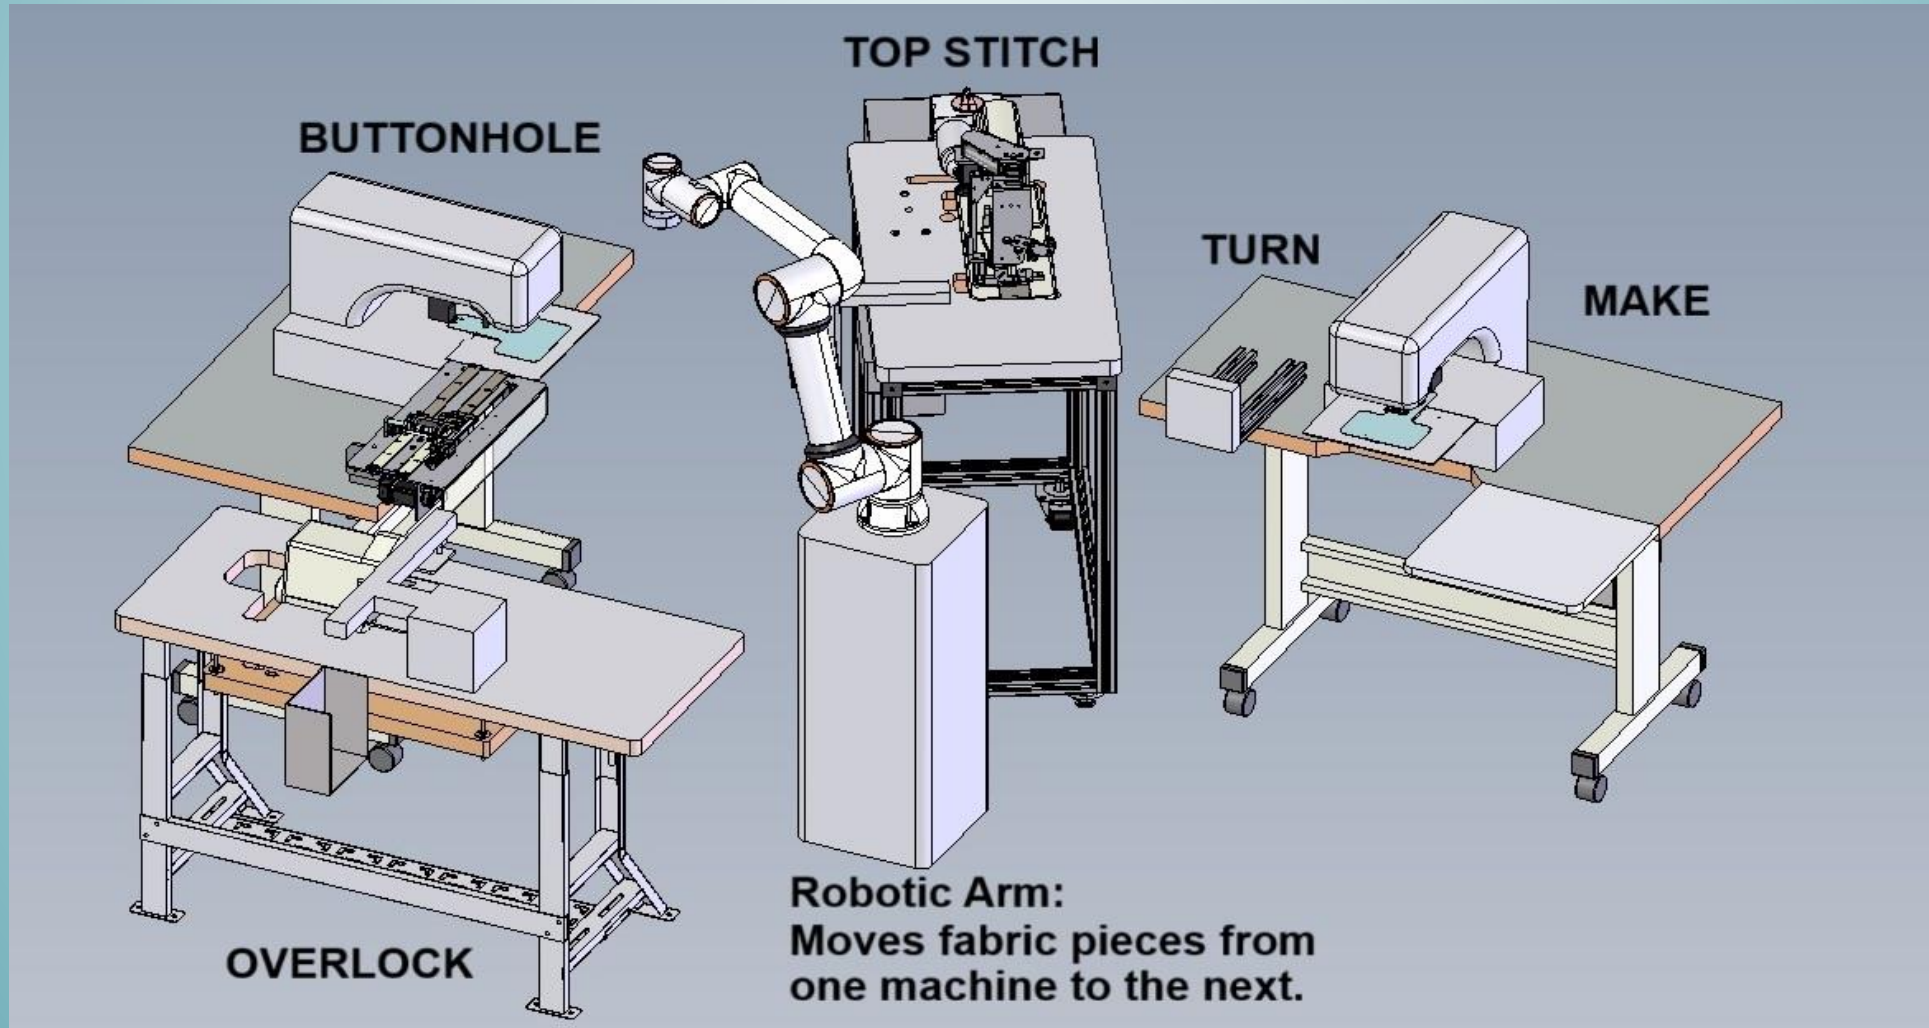 TOP STITCH
BUTTONHOLE
TURN
MAKE
OVERLOCK
Robotic Arm:
Moves fabric pieces from
one machine to the next.